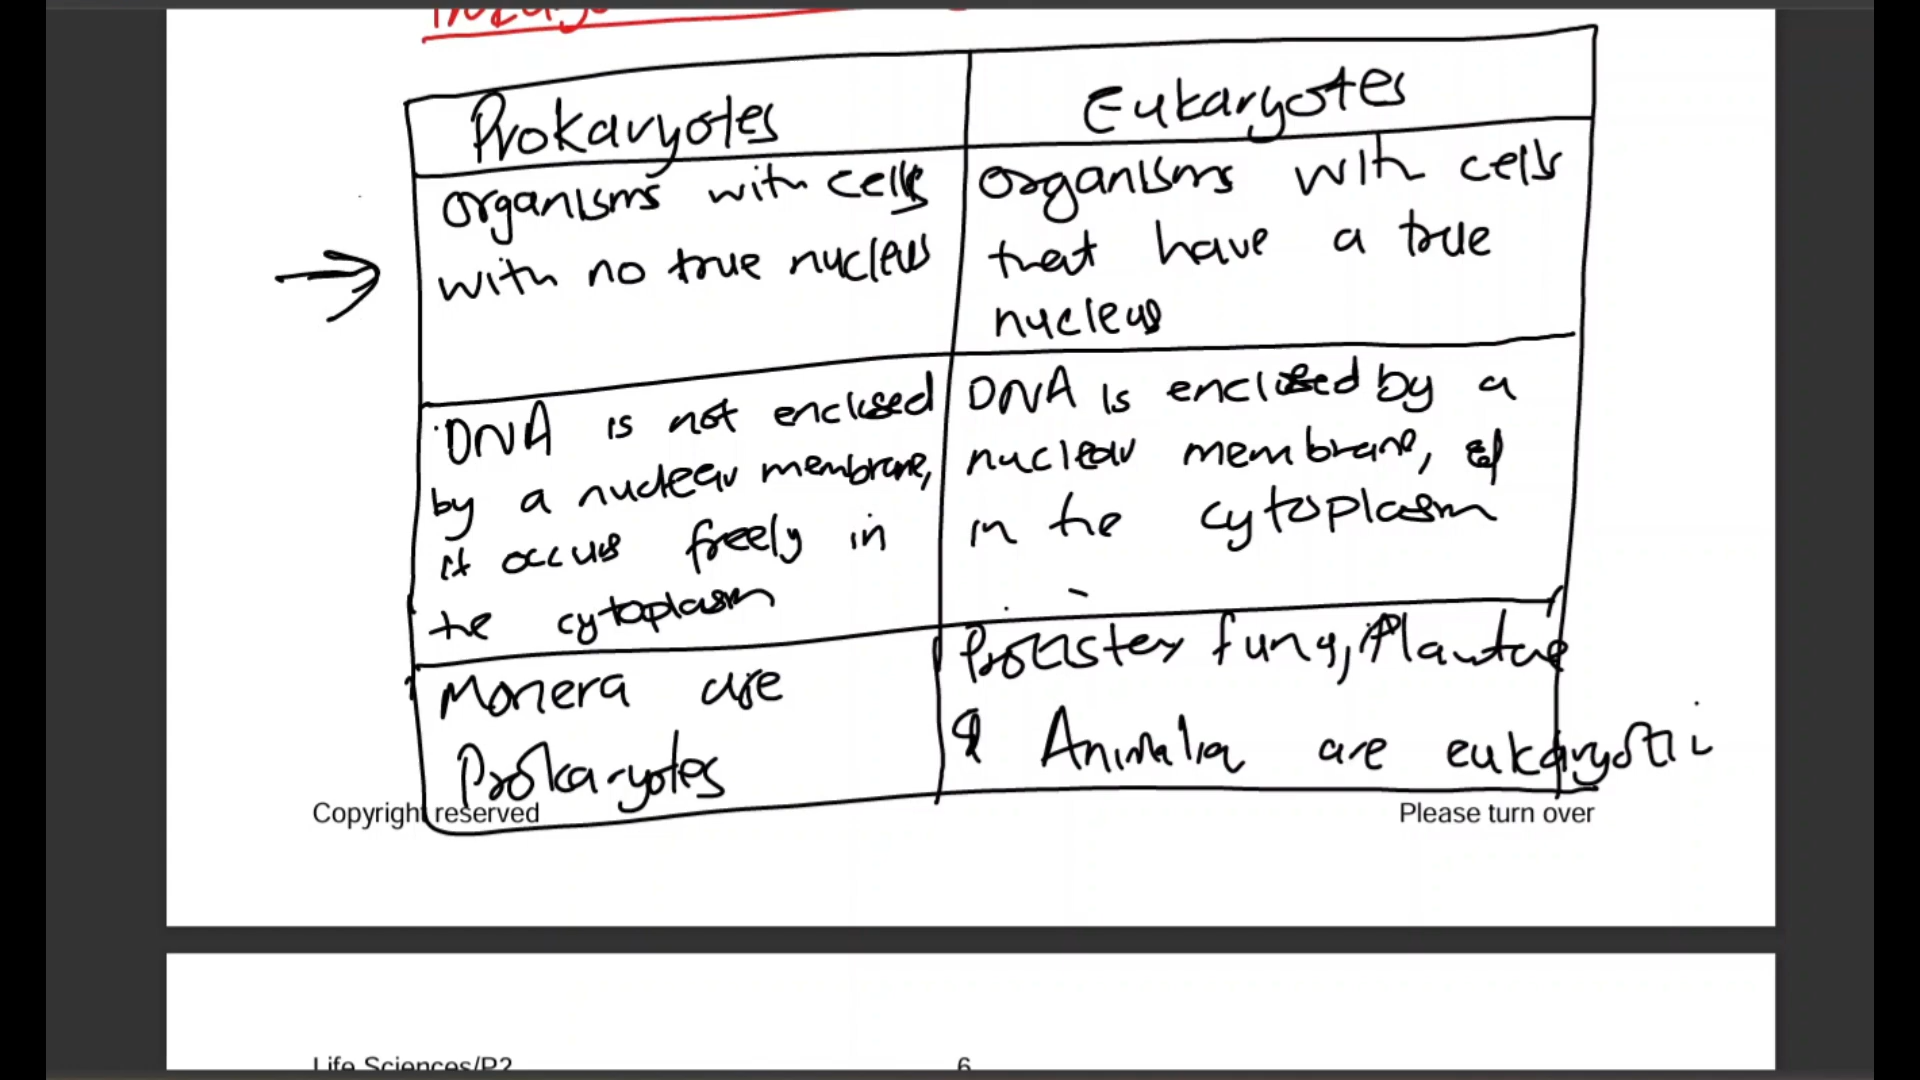 Prokaryotes
Eukaryotes
organisms with cells
with no true nucleus
organisms with cells
that have a true
nucleus
DNA is not enclosed
by a nuclear membrane,
it occurs freely in
the cytoplasm
DNA is enclosed by a
nuclear membrane,
in the cytoplasm
Monera are
Prokaryotes
Protista, fungi, Plantae
& Animalia are eukaryotic
Copyright reserved
Please turn over
Life Sciences/P2
6